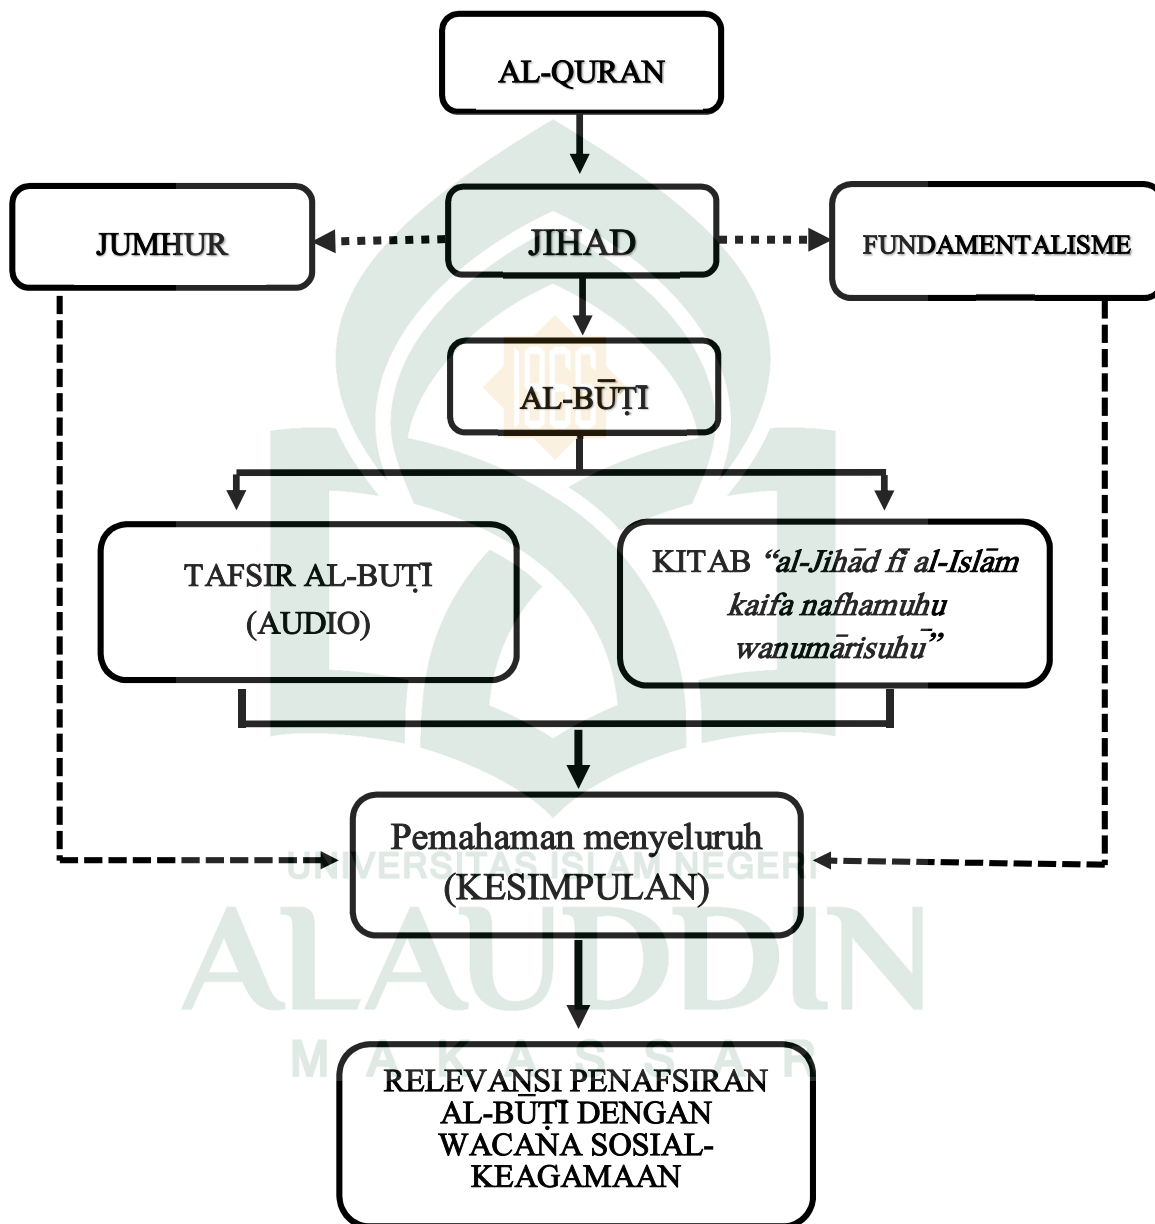 AL-QURAN
JUMHUR
JIHAD
FUNDAMENTALISME
AL-BŪṬĪ
TAFSIR AL-BUṬĪ
(AUDIO)
KITAB “al-Jihād fī al-Islām
kaifa nafhamuhu
wanumārisuhū”
Pemahaman menyeluruh
(KESIMPULAN)
UNIVERSITAS ISLAM NEGERI
ALAUDDIN
MAKASSAR
RELEVANSI PENAFSIRAN
AL-BŪṬĪ DENGAN
WACANA SOSIAL-
KEAGAMAAN